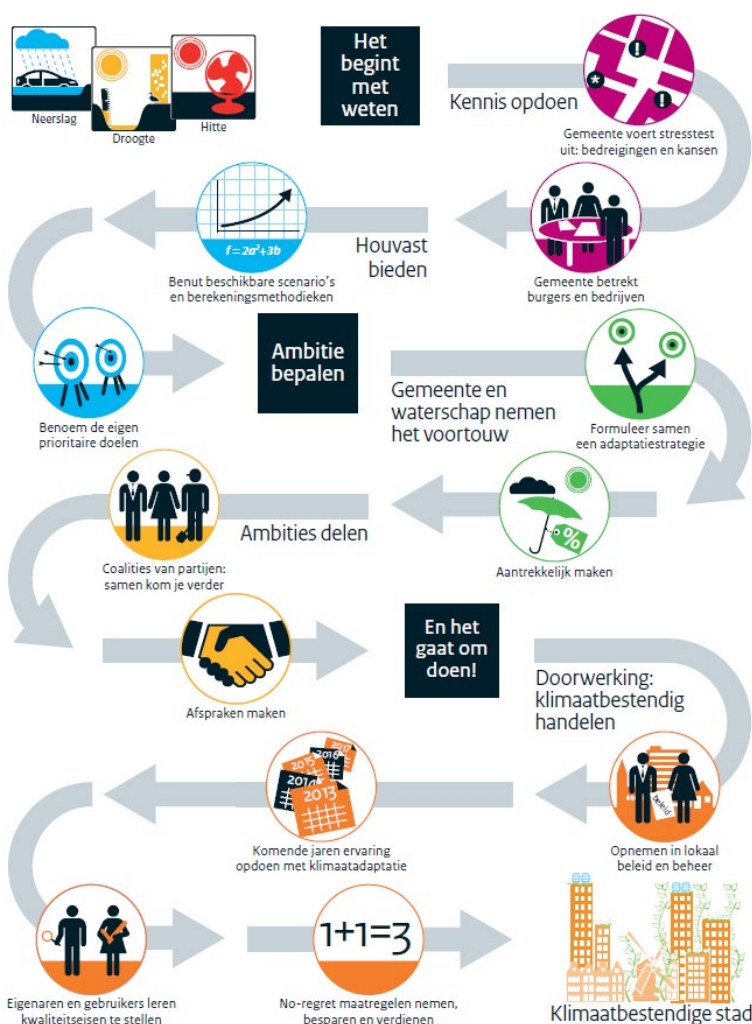 Neerslag
Droogte
Hitte
Het
begint
met
weten
Kennis opdoen
Gemeente voert stresstest
uit: bedreigingen en kansen
Gemeente betrekt
burgers en bedrijven
Houvast
bieden
f = 2a²+3b
Benut beschikbare scenario's
en berekeningsmethodieken
Benoem de eigen
prioritaire doelen
Ambitie
bepalen
Gemeente en
waterschap nemen
het voortouw
Formuleer samen
een adaptatiestrategie
%
Aantrekkelijk maken
Ambities delen
Coalities van partijen:
samen kom je verder
Afspraken maken
En het
gaat om
doen!
Doorwerking:
klimaatbestendig
handelen
beleid
Opnemen in lokaal
beleid en beheer
2017
2016
2015
2014
2013
Komende jaren ervaring
opdoen met klimaatadaptatie
Eigenaren en gebruikers leren
kwaliteitseisen te stellen
1+1=3
No-regret maatregelen nemen,
besparen en verdienen
Klimaatbestendige stad